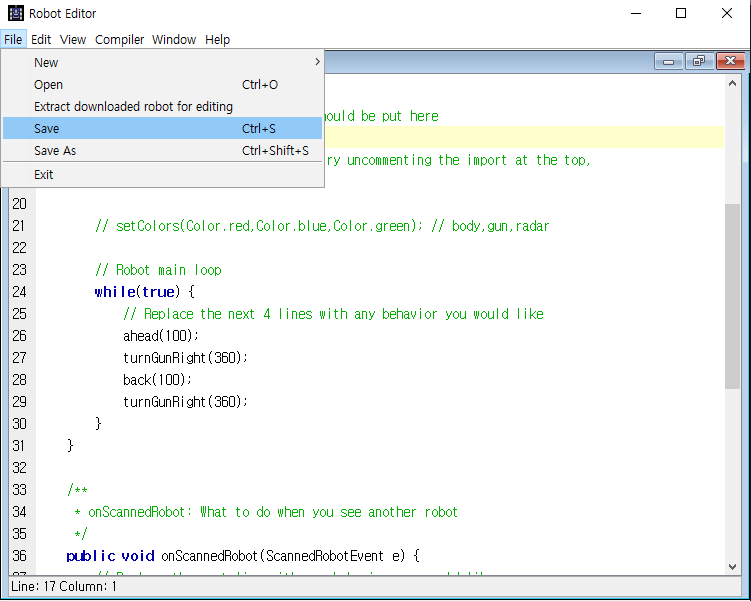 Robot Editor
File Edit View Compiler Window Help
New
Open Ctrl+O
Extract downloaded robot for editing
Save Ctrl+S
Save As Ctrl+Shift+S
Exit
ould be put here
ry uncommenting the import at the top,
20
21 // setColors(Color.red,Color.blue,Color.green); // body,gun,radar
22
23 // Robot main loop
24 while(true) {
25 // Replace the next 4 lines with any behavior you would like
26 ahead(100);
27 turnGunRight(360);
28 back(100);
29 turnGunRight(360);
30 }
31 }
32
33 /**
34 * onScannedRobot: What to do when you see another robot
35 */
36 public void onScannedRobot(ScannedRobotEvent e) {
Line: 17 Column: 1